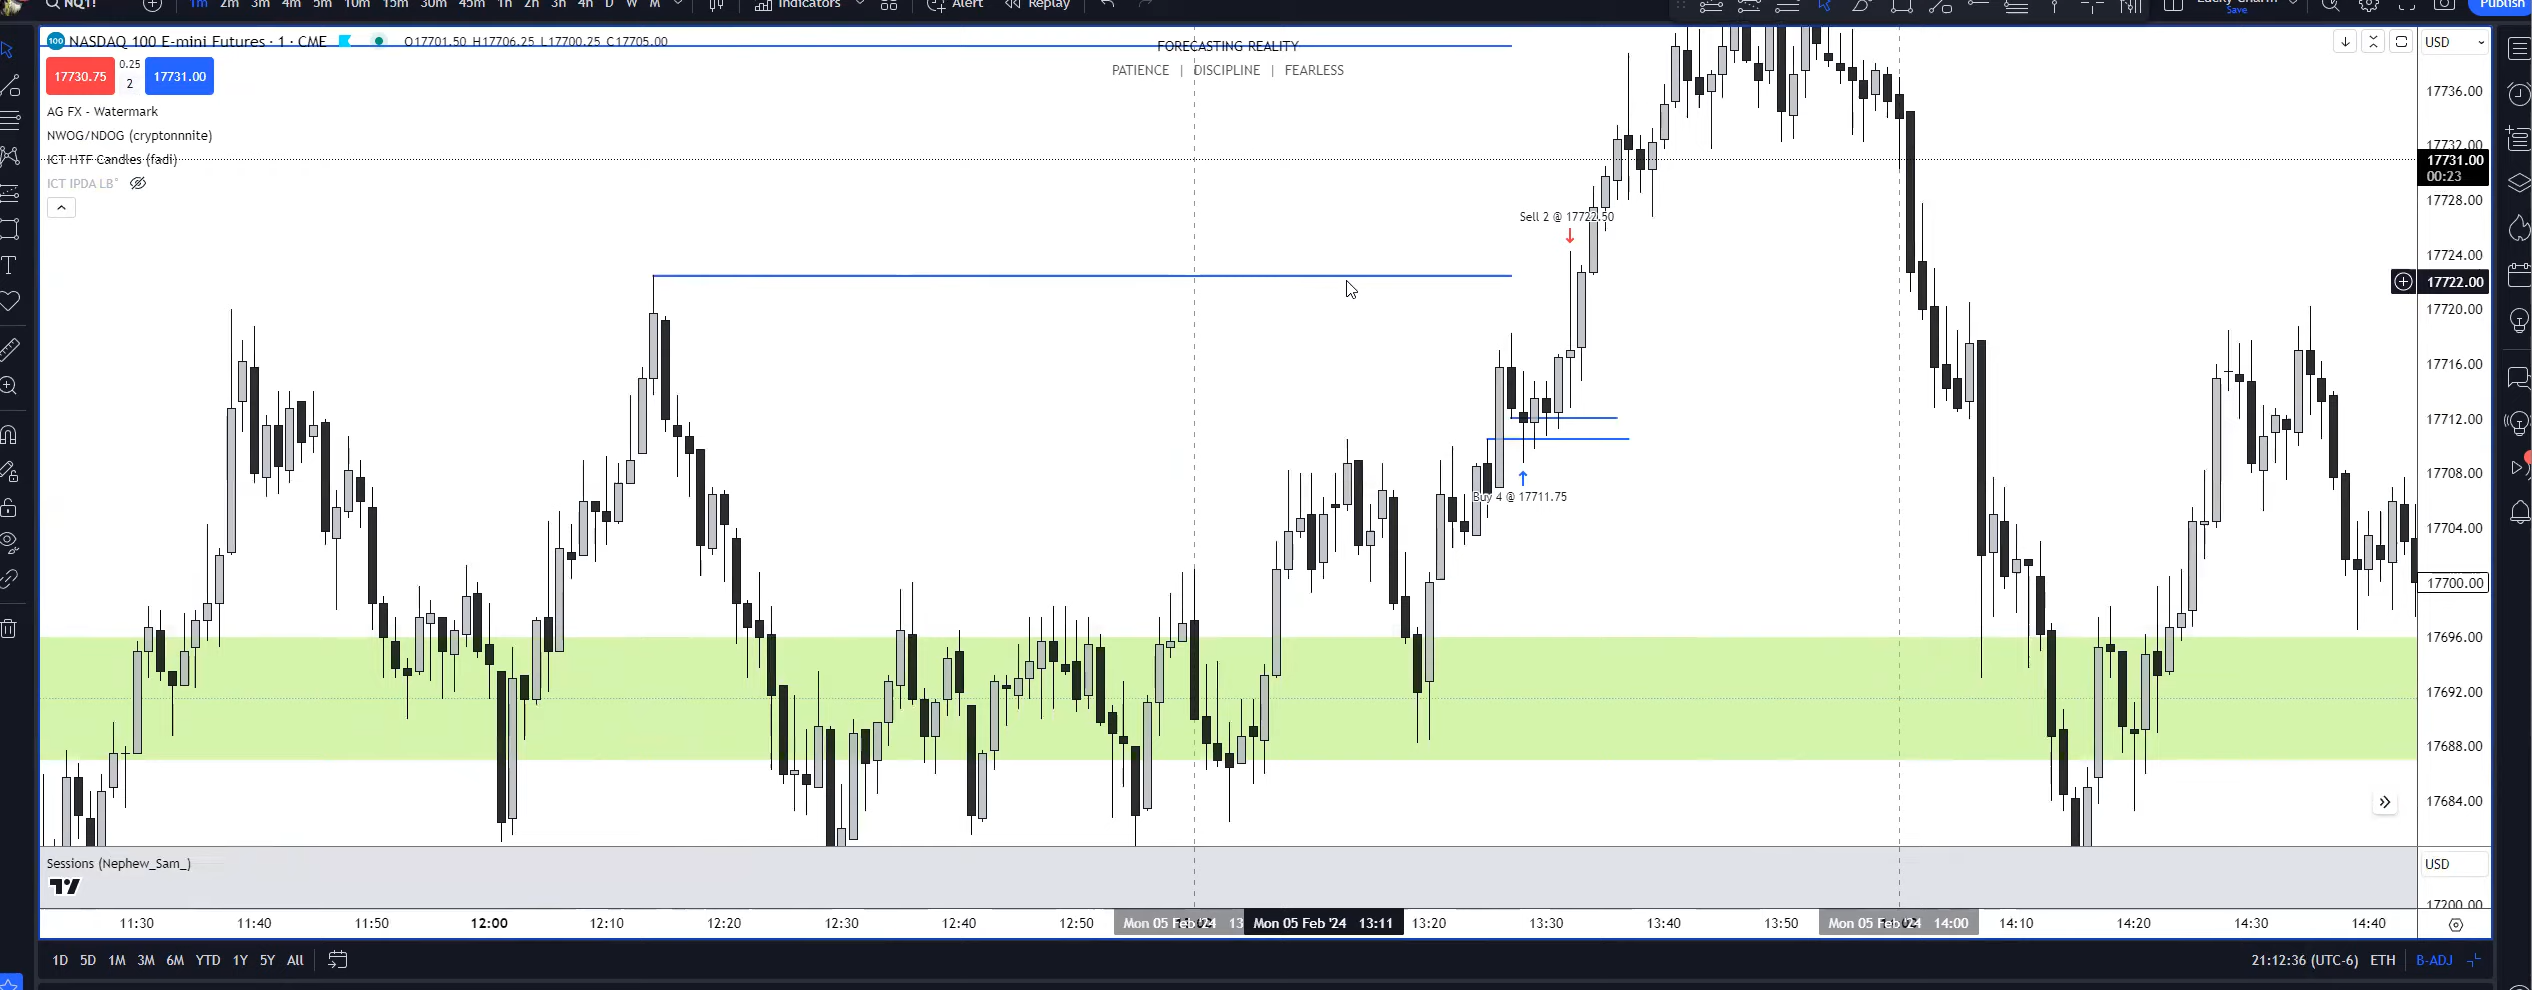 NQ1!
1m 2m 3m 4m 5m 10m 15m 30m 45m 1h 2h 3h 4h D W M
Indicators
Alert
Replay
Save
Publish
100 NASDAQ 100 E-mini Futures · 1 · CME
O17701.50 H17706.25 L17700.25 C17705.00
FORECASTING REALITY
PATIENCE | DISCIPLINE | FEARLESS
USD
17730.75
0.25
2
17731.00
AG FX - Watermark
NWOG/NDOG (cryptonnnite)
ICT HTF Candles (fadi)
ICT IPDA LB°
17736.00
17732.00
17731.00
00:23
17728.00
17724.00
17722.00
17720.00
17716.00
17712.00
17708.00
17704.00
17700.00
17696.00
17692.00
17688.00
17684.00
Sell 2 @ 17722.50
Buy 4 @ 17711.75
Sessions (Nephew_Sam_)
USD
17200.00
11:30 11:40 11:50 12:00 12:10 12:20 12:30 12:40 12:50 Mon 05 Feb '24 13 Mon 05 Feb '24 13:11 13:20 13:30 13:40 13:50 Mon 05 Feb '24 14:00 14:10 14:20 14:30 14:40
1D 5D 1M 3M 6M YTD 1Y 5Y All
21:12:36 (UTC-6) ETH B-ADJ